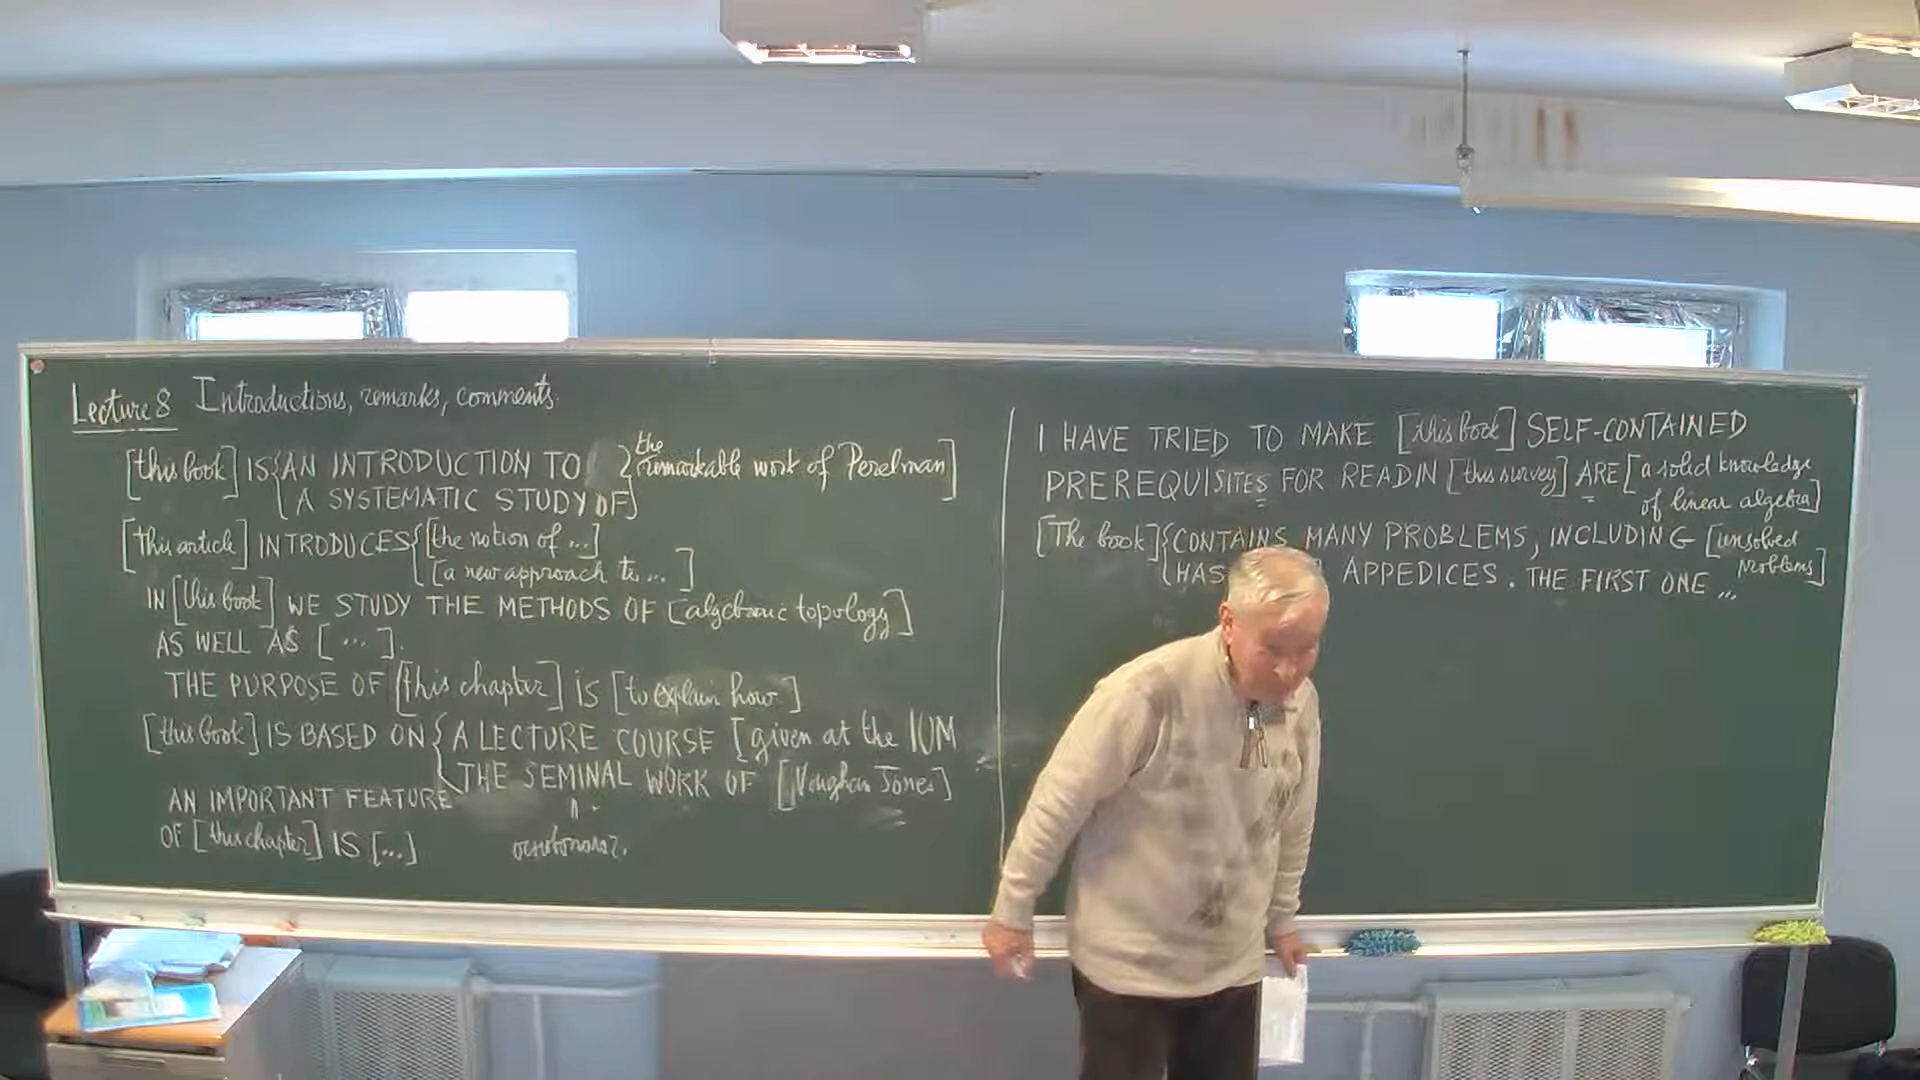 Lecture 8 Introductions, remarks, comments.
[this book] IS { AN INTRODUCTION TO } the remarkable work of Perelman]
{ A SYSTEMATIC STUDY OF }
[This article] INTRODUCES { [the notion of ...]
{ [a new approach to ... ]
IN [this book] WE STUDY THE METHODS OF [algebraic topology]
AS WELL AS [ ... ].
THE PURPOSE OF [this chapter] IS [to explain how ]
[this book] IS BASED ON { A LECTURE COURSE [given at the IUM
{ THE SEMINAL WORK OF [Vaughan Jones]
AN IMPORTANT FEATURE
OF [this chapter] IS [...]
I HAVE TRIED TO MAKE [this book] SELF-CONTAINED
PREREQUISITES FOR READIN [this survey] ARE [a solid knowledge
of linear algebra]
[The book] { CONTAINS MANY PROBLEMS, INCLUDING [unsolved
problems]
{ HAS APPEDICES. THE FIRST ONE ...